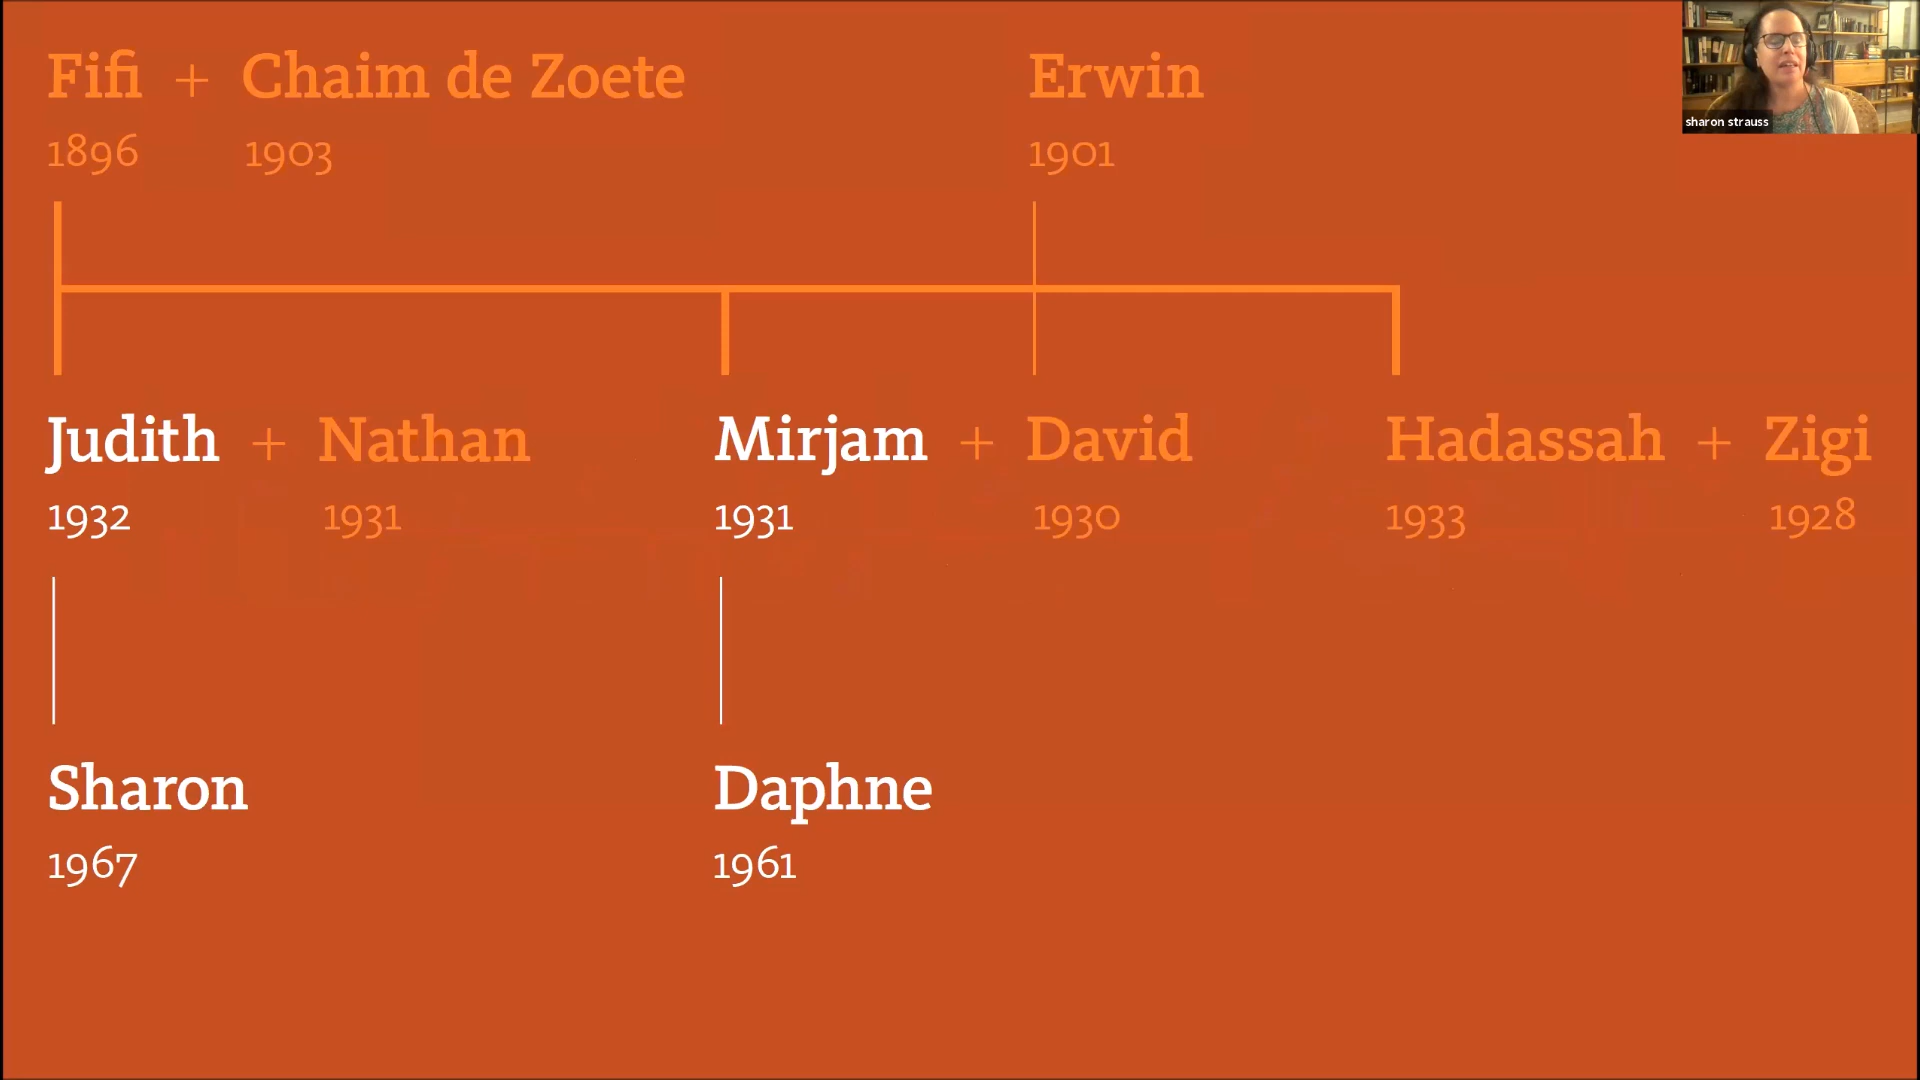 Fifi + Chaim de Zoete Erwin
1896 1903 1901
sharon strauss
Judith + Nathan Mirjam + David Hadassah + Zigi
1932 1931 1931 1930 1933 1928
Sharon Daphne
1967 1961